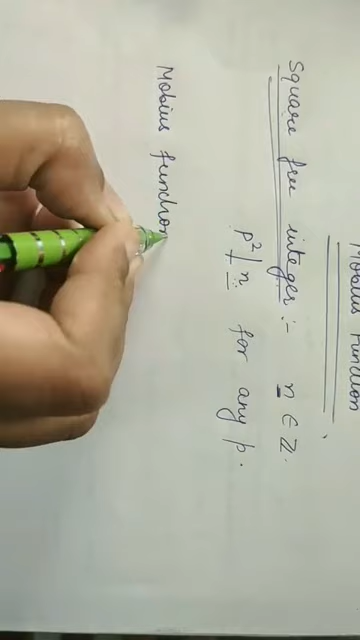 Mobius Function
Square free integer :- n ∈ Z.
p² ∤ n for any p.
Mobius function